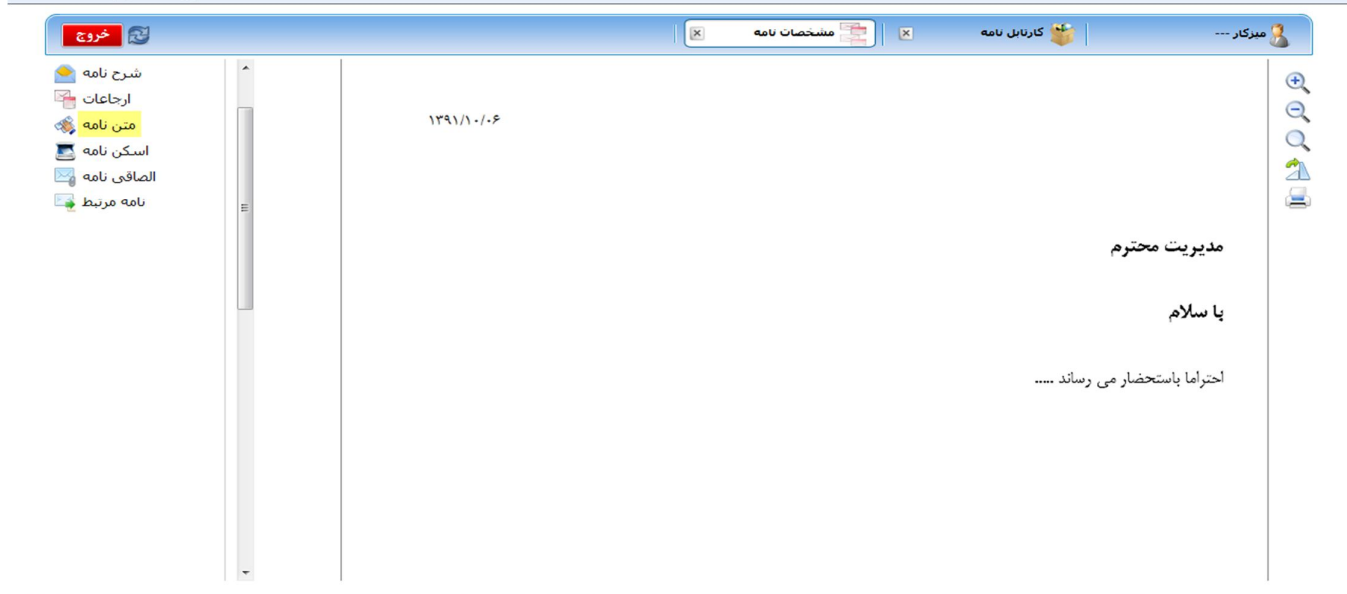 میزکار ---
کارتابل نامه
مشخصات نامه
خروج
۱۳۹۱/۱۰/۰۶
مدیریت محترم
با سلام
احتراما باستحضار می رساند .....
شرح نامه
ارجاعات
متن نامه
اسکن نامه
الصاقی نامه
نامه مرتبط